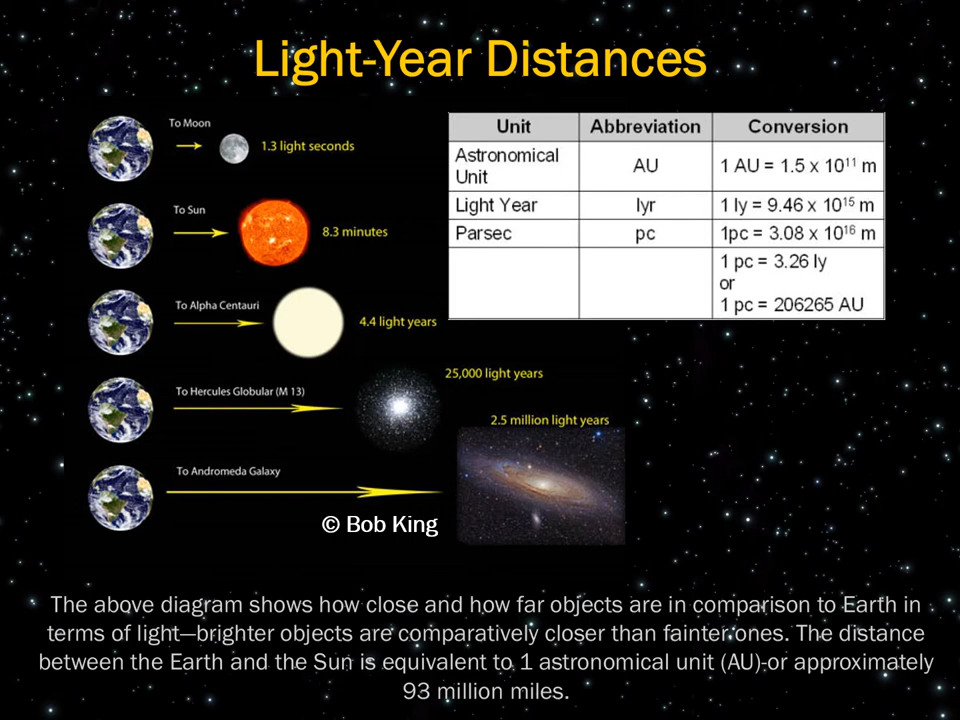 Light-Year Distances
To Moon
1.3 light seconds
To Sun
8.3 minutes
To Alpha Centauri
4.4 light years
To Hercules Globular (M 13)
25,000 light years
To Andromeda Galaxy
2.5 million light years
© Bob King
Unit Abbreviation Conversion
Astronomical
Unit AU 1 AU = 1.5 x 10¹¹ m
Light Year lyr 1 ly = 9.46 x 10¹⁵ m
Parsec pc 1pc = 3.08 x 10¹⁶ m
1 pc = 3.26 ly
or
1 pc = 206265 AU
The above diagram shows how close and how far objects are in comparison to Earth in
terms of light—brighter objects are comparatively closer than fainter ones. The distance
between the Earth and the Sun is equivalent to 1 astronomical unit (AU)-or approximately
93 million miles.